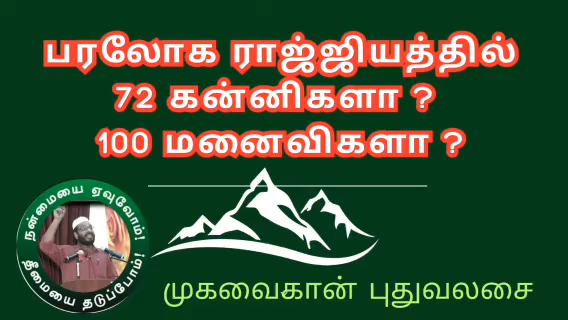 பரலோக ராஜ்ஜியத்தில்
72 கன்னிகளா ?
100 மனைவிகளா ?
நன்மையை ஏவுவோம்!
தீமையை தடுப்போம்!
முகவைகான் புதுவலசை